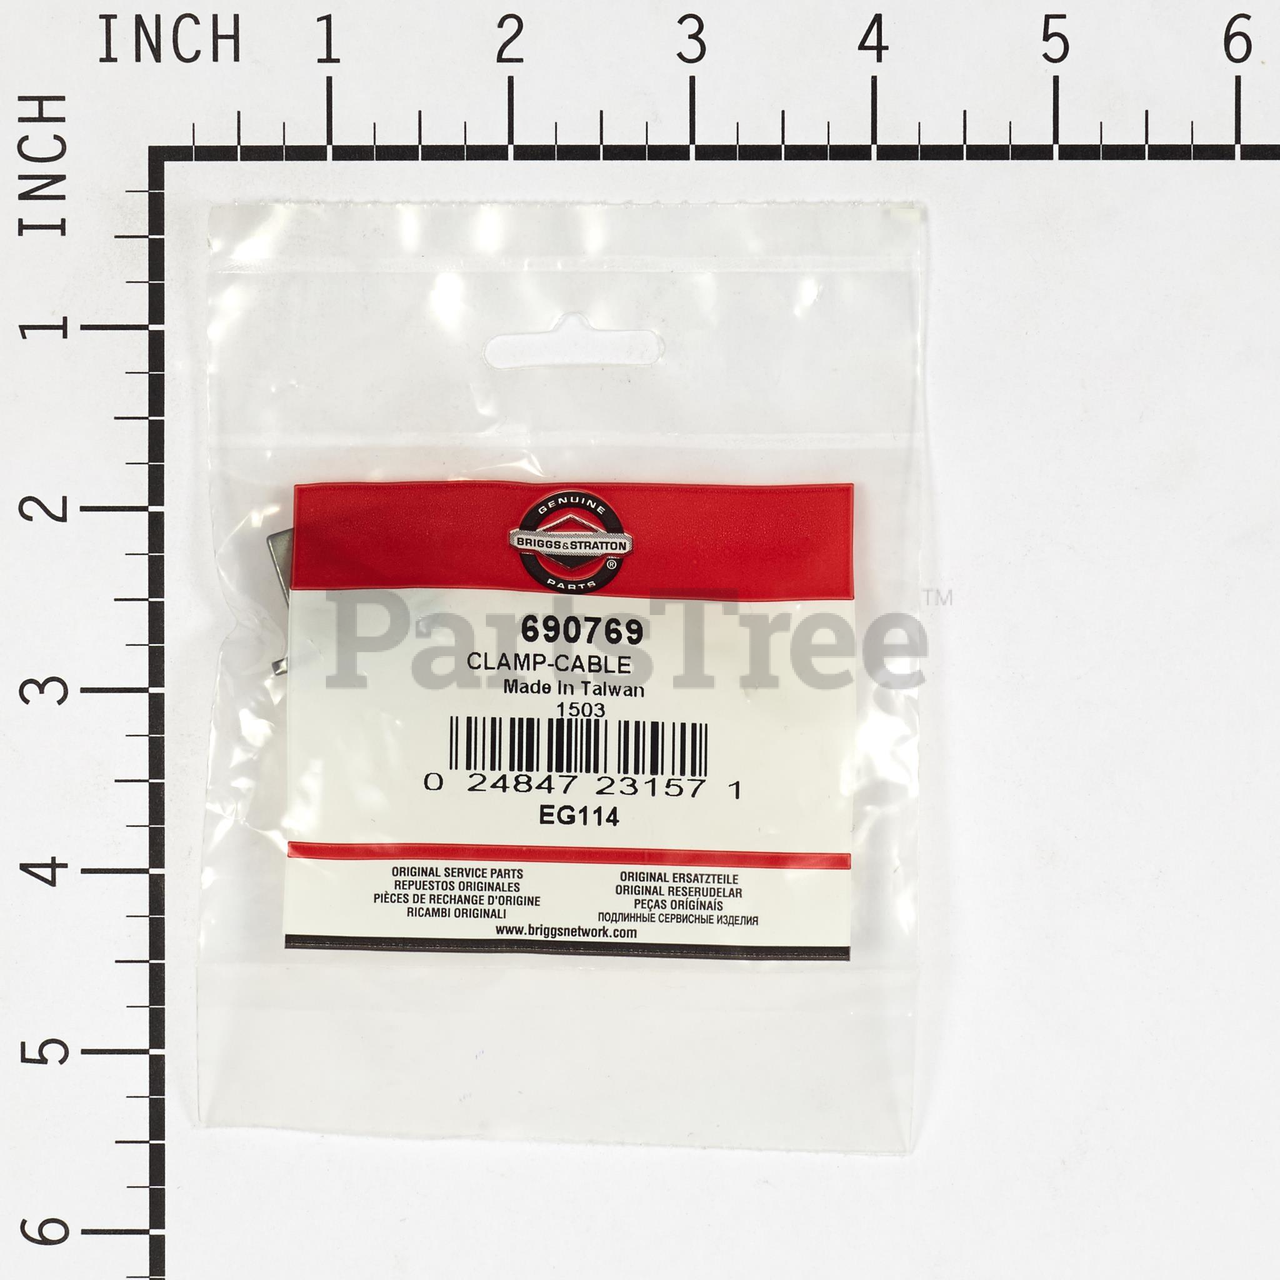 INCH 1 2 3 4 5 6
INCH 1 2 3 4 5 6
GENUINE
BRIGGS&STRATTON
®
PARTS
PartsTree™
690769
CLAMP-CABLE
Made In Taiwan
1503
0 24847 23157 1
EG114
ORIGINAL SERVICE PARTS
REPUESTOS ORIGINALES
PIÈCES DE RECHANGE D'ORIGINE
RICAMBI ORIGINALI
ORIGINAL ERSATZTEILE
ORIGINAL RESERUDELAR
PEÇAS ORIGÍNAIS
ПОДЛИННЫЕ СЕРВИСНЫЕ ИЗДЕЛИЯ
www.briggsnetwork.com